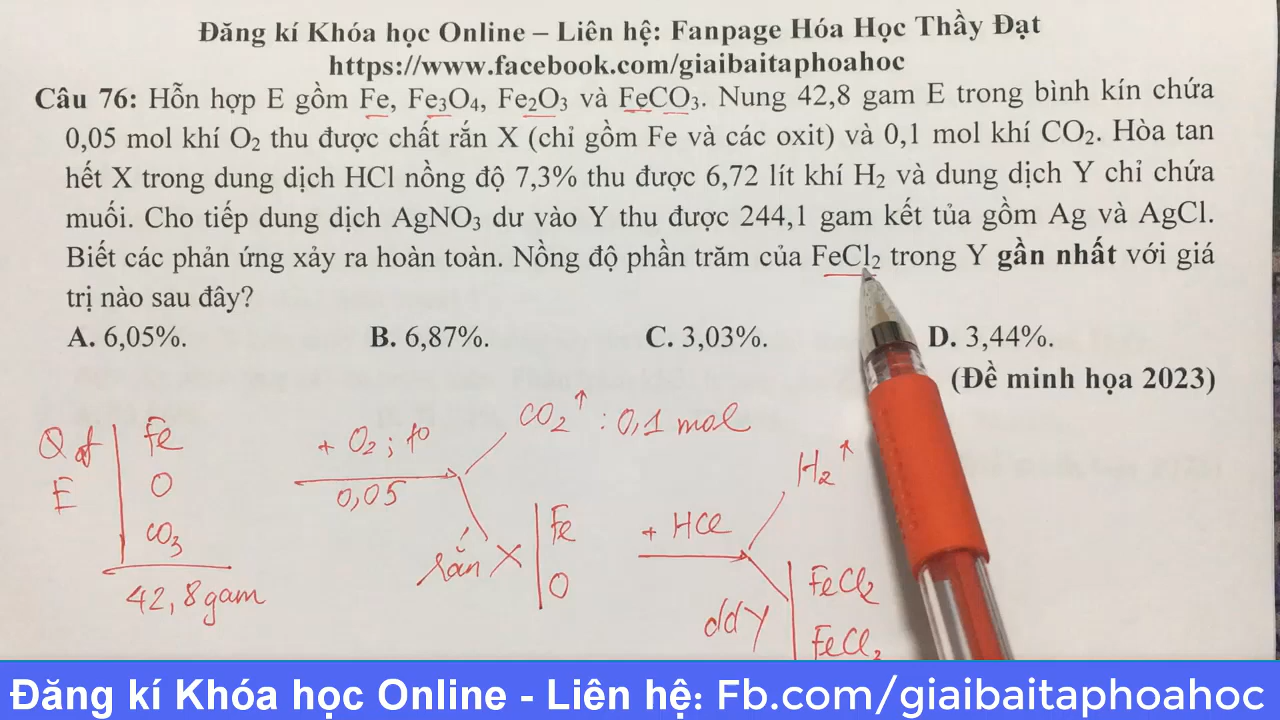 Đăng kí Khóa học Online – Liên hệ: Fanpage Hóa Học Thầy Đạt
https://www.facebook.com/giaibaitaphoahoc
Câu 76: Hỗn hợp E gồm Fe, Fe₃O₄, Fe₂O₃ và FeCO₃. Nung 42,8 gam E trong bình kín chứa
0,05 mol khí O₂ thu được chất rắn X (chỉ gồm Fe và các oxit) và 0,1 mol khí CO₂. Hòa tan
hết X trong dung dịch HCl nồng độ 7,3% thu được 6,72 lít khí H₂ và dung dịch Y chỉ chứa
muối. Cho tiếp dung dịch AgNO₃ dư vào Y thu được 244,1 gam kết tủa gồm Ag và AgCl.
Biết các phản ứng xảy ra hoàn toàn. Nồng độ phần trăm của FeCl₂ trong Y gần nhất với giá
trị nào sau đây?
A. 6,05%. B. 6,87%. C. 3,03%. D. 3,44%.
(Đề minh họa 2023)
Qđ E
Fe
O
CO₃
42,8 gam
+ O₂ ; t°
0,05
CO₂↑ : 0,1 mol
rắn X
Fe
O
+ HCl
H₂↑
ddY
FeCl₂
FeCl₃
Đăng kí Khóa học Online - Liên hệ: Fb.com/giaibaitaphoahoc